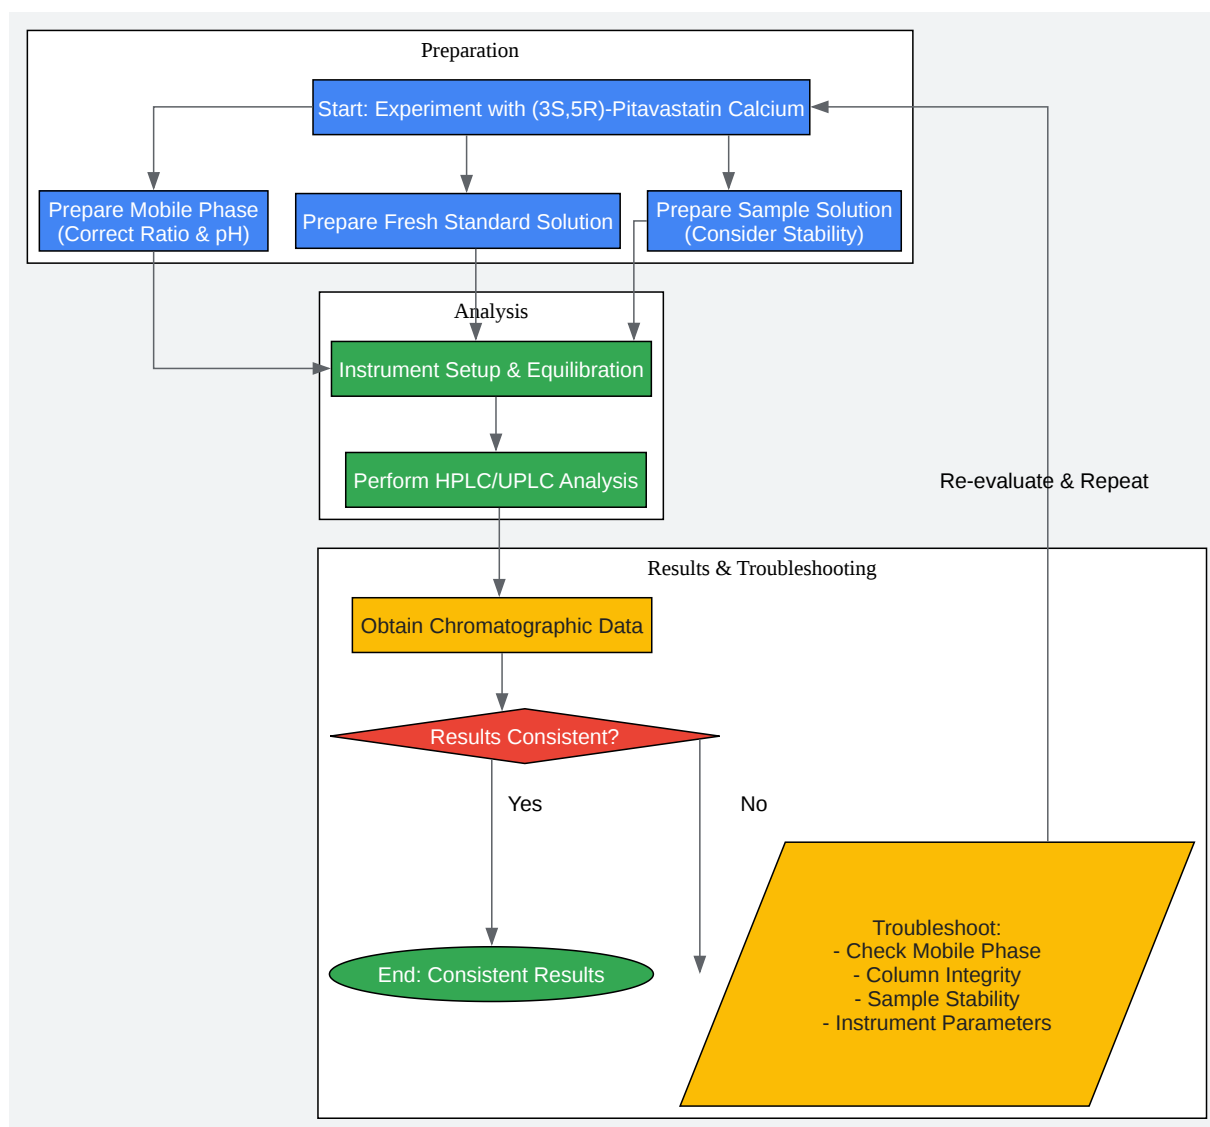 Preparation
Start: Experiment with (3S,5R)-Pitavastatin Calcium
Prepare Mobile Phase
(Correct Ratio & pH)
Prepare Fresh Standard Solution
Prepare Sample Solution
(Consider Stability)
Analysis
Instrument Setup & Equilibration
Perform HPLC/UPLC Analysis
Re-evaluate & Repeat
Results & Troubleshooting
Obtain Chromatographic Data
Results Consistent?
Yes
No
End: Consistent Results
Troubleshoot:
- Check Mobile Phase
- Column Integrity
- Sample Stability
- Instrument Parameters